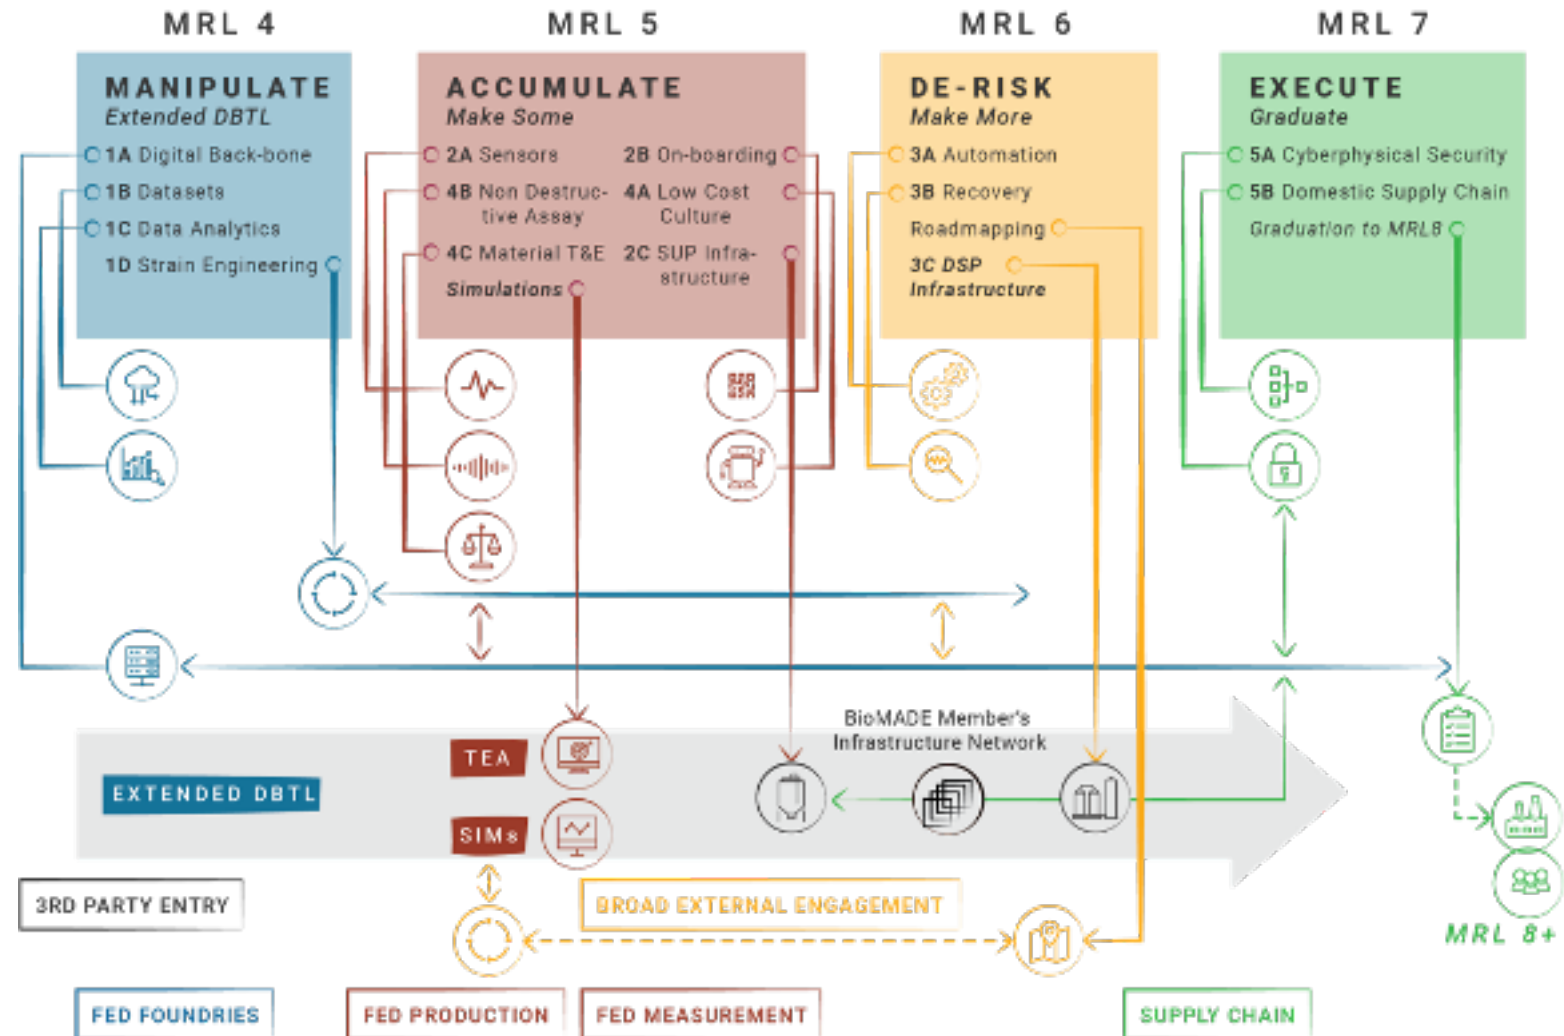 MRL 4
MRL 5
MRL 6
MRL 7
MANIPULATE
Extended DBTL
1A Digital Back-bone
1B Datasets
1C Data Analytics
1D Strain Engineering
ACCUMULATE
Make Some
2A Sensors
4B Non Destruc-
tive Assay
4C Material T&E
Simulations
2B On-boarding
4A Low Cost
Culture
2C SUP Infra-
structure
DE-RISK
Make More
3A Automation
3B Recovery
Roadmapping
3C DSP
Infrastructure
EXECUTE
Graduate
5A Cyberphysical Security
5B Domestic Supply Chain
Graduation to MRL8
BioMADE Member's
Infrastructure Network
TEA
EXTENDED DBTL
SIMs
3RD PARTY ENTRY
BROAD EXTERNAL ENGAGEMENT
MRL 8+
FED FOUNDRIES
FED PRODUCTION
FED MEASUREMENT
SUPPLY CHAIN